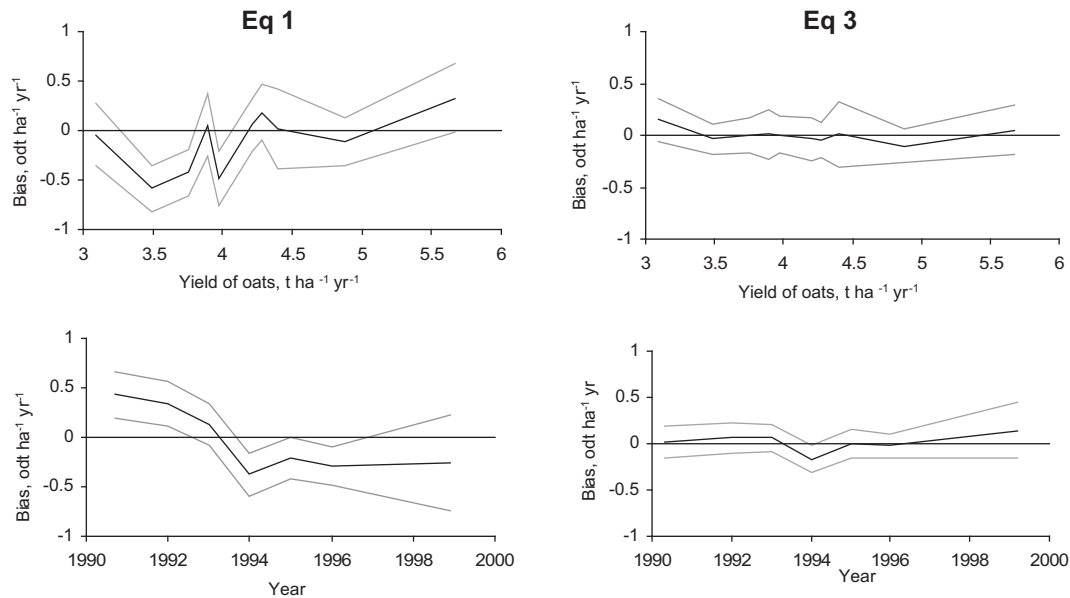 Eq 1
1
0.5
0
-0.5
-1
Bias, odt ha-1 yr-1
3 3.5 4 4.5 5 5.5 6
Yield of oats, t ha -1 yr-1
Eq 3
1
0.5
0
-0.5
-1
Bias, odt ha-1 yr-1
3 3.5 4 4.5 5 5.5 6
Yield of oats, t ha -1 yr-1
1
0.5
0
-0.5
-1
Bias, odt ha-1 yr-1
1990 1992 1994 1996 1998 2000
Year
1
0.5
0
-0.5
-1
Bias, odt ha-1 yr
1990 1992 1994 1996 1998 2000
Year